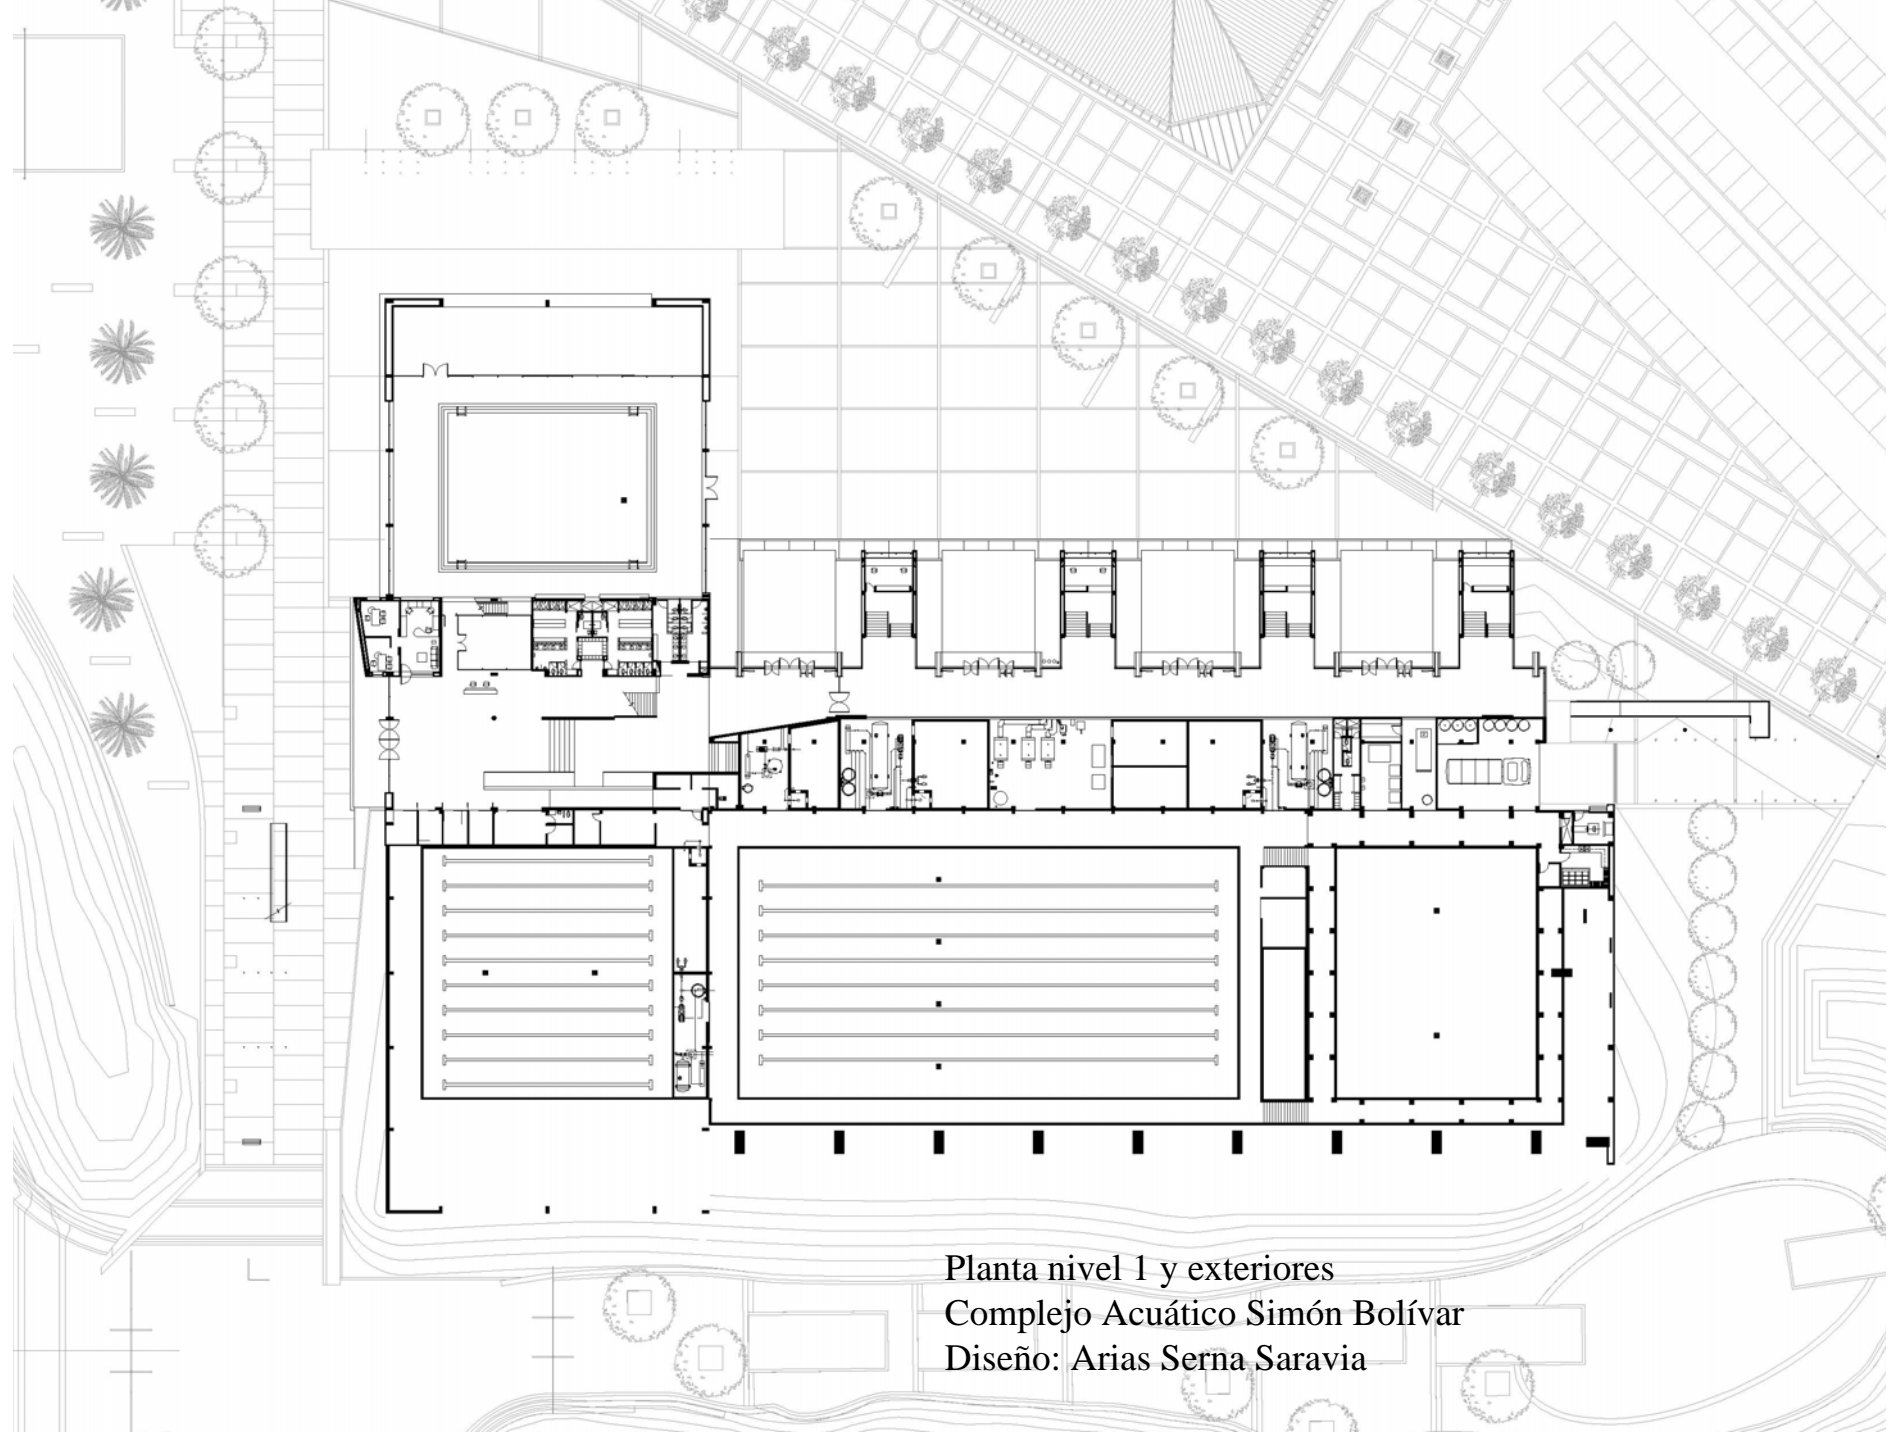 Planta nivel 1 y exteriores
Complejo Acuático Simón Bolívar
Diseño: Arias Serna Saravia